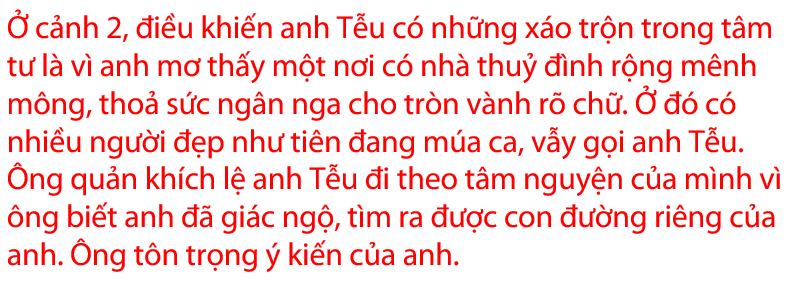 Ở cảnh 2, điều khiến anh Tễu có những xáo trộn trong tâm
tư là vì anh mơ thấy một nơi có nhà thuỷ đình rộng mênh
mông, thoả sức ngân nga cho tròn vành rõ chữ. Ở đó có
nhiều người đẹp như tiên đang múa ca, vẫy gọi anh Tễu.
Ông quản khích lệ anh Tễu đi theo tâm nguyện của mình vì
ông biết anh đã giác ngộ, tìm ra được con đường riêng của
anh. Ông tôn trọng ý kiến của anh.